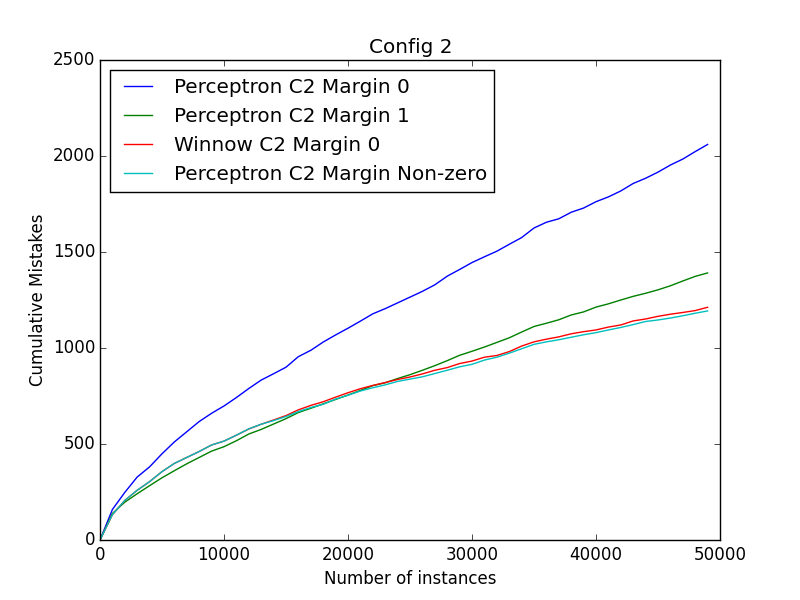 Config 2
2500
2000
1500
1000
500
0
Cumulative Mistakes
Perceptron C2 Margin 0
Perceptron C2 Margin 1
Winnow C2 Margin 0
Perceptron C2 Margin Non-zero
0 10000 20000 30000 40000 50000
Number of instances